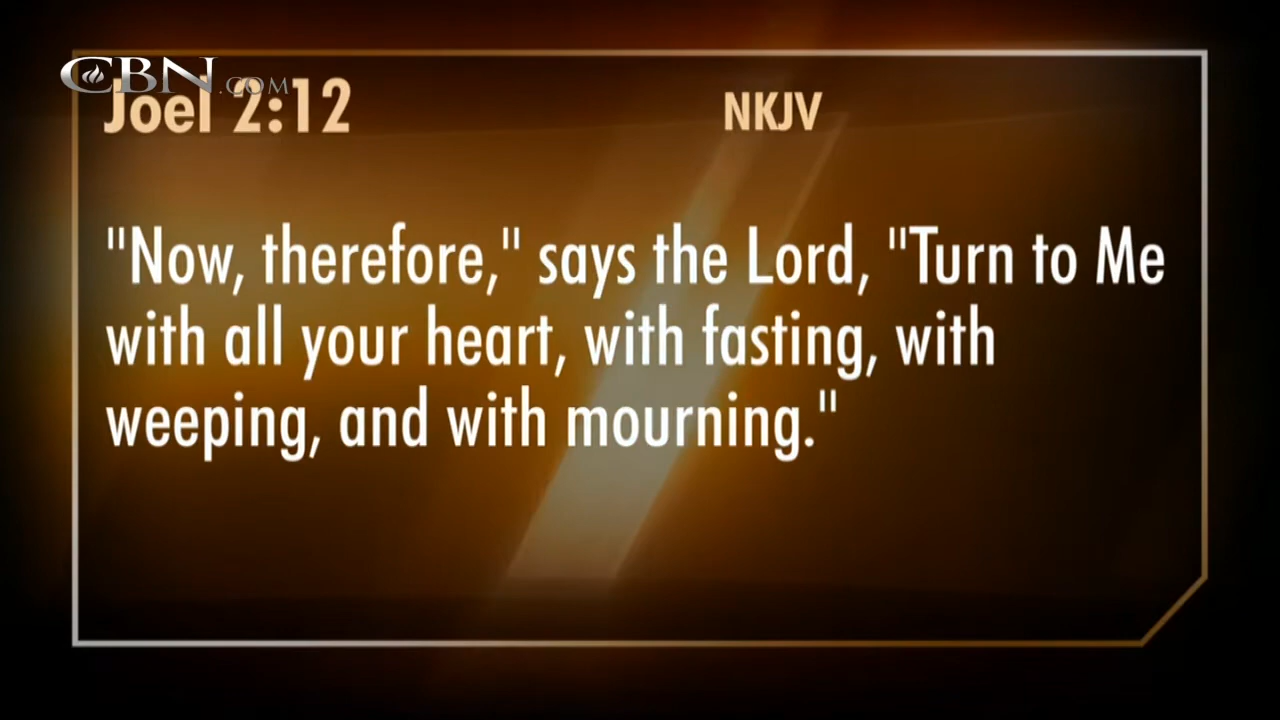 CBN.COM
Joel 2:12 NKJV
"Now, therefore," says the Lord, "Turn to Me
with all your heart, with fasting, with
weeping, and with mourning."